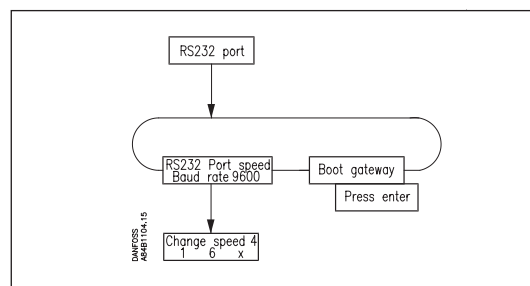 RS232 port
RS232 Port speed
Baud rate 9600
Boot gateway
Press enter
Change speed 4
1 6 x
DANFOSS
A84B1104.15